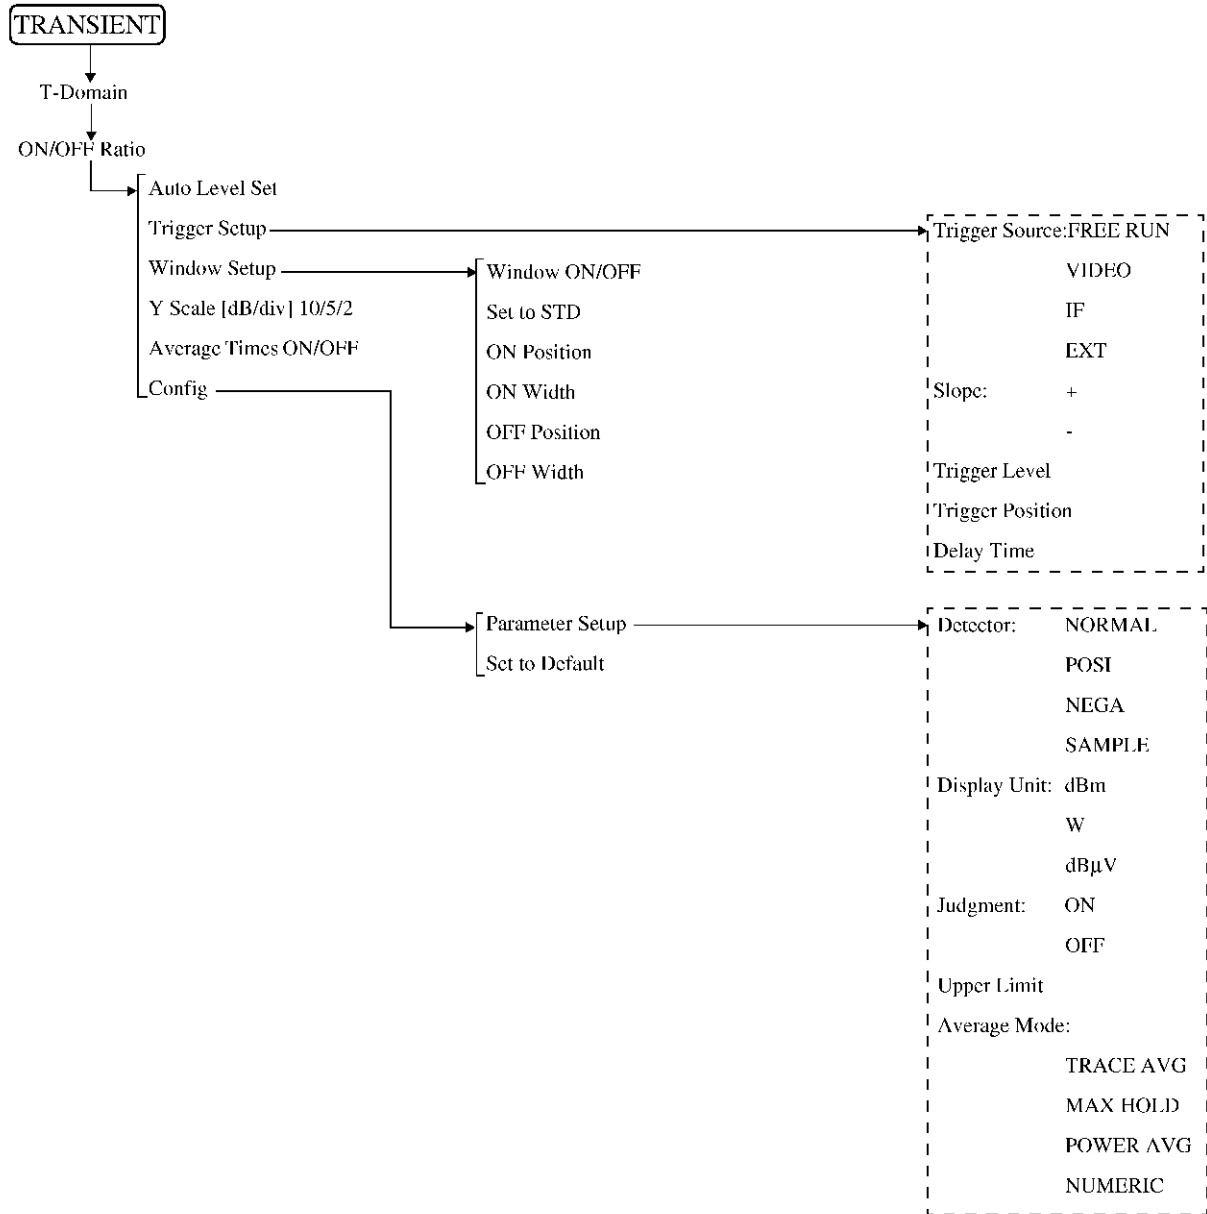 TRANSIENT
T-Domain
ON/OFF Ratio
Auto Level Set
Trigger Setup
Window Setup
Y Scale [dB/div] 10/5/2
Average Times ON/OFF
Config
Window ON/OFF
Set to STD
ON Position
ON Width
OFF Position
OFF Width
Trigger Source:FREE RUN
VIDEO
IF
EXT
Slope: +
-
Trigger Level
Trigger Position
Delay Time
Parameter Setup
Set to Default
Detector: NORMAL
POSI
NEGA
SAMPLE
Display Unit: dBm
W
dBμV
Judgment: ON
OFF
Upper Limit
Average Mode:
TRACE AVG
MAX HOLD
POWER AVG
NUMERIC